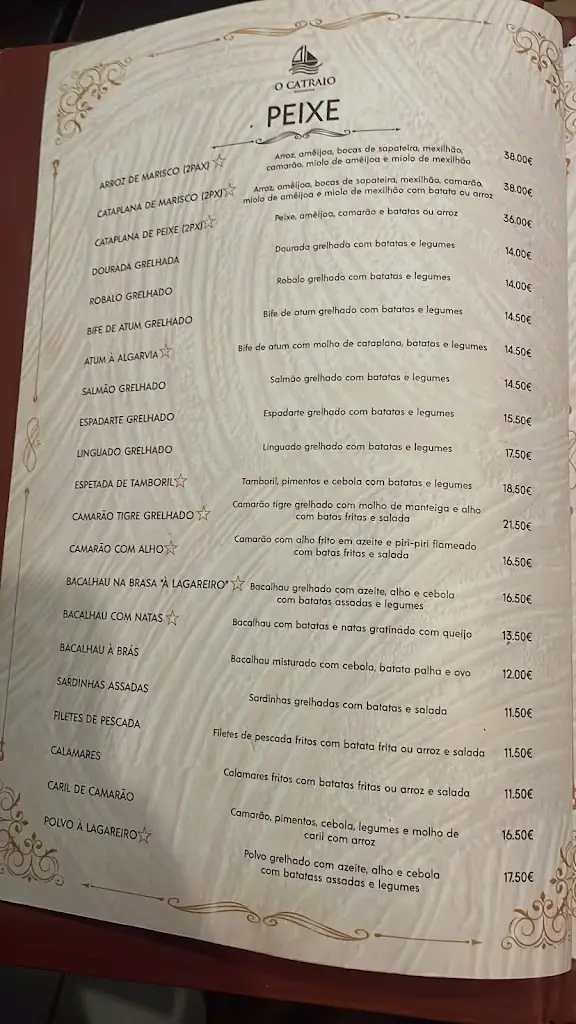 O CATRAIO
PEIXE
ARROZ DE MARISCO (2PAX) Arroz, amêijoa, bocas de sapateira, mexilhão, 38.00€
camarão, miolo de amêijoa e miolo de mexilhão
CATAPLANA DE MARISCO (2PX) Arroz, amêijoa, bocas de sapateira, mexilhão, camarão, 38.00€
miolo de amêijoa e miolo de mexilhão com batata ou arroz
CATAPLANA DE PEIXE (2PX) Peixe, amêijoa, camarão e batatas ou arroz 36.00€
DOURADA GRELHADA Dourada grelhada com batatas e legumes 14.00€
ROBALO GRELHADO Robalo grelhado com batatas e legumes 14.00€
BIFE DE ATUM GRELHADO Bife de atum grelhado com batatas e legumes 14.50€
ATUM À ALGARVIA Bife de atum com molho de cataplana, batatas e legumes 14.50€
SALMÃO GRELHADO Salmão grelhado com batatas e legumes 14.50€
ESPADARTE GRELHADO Espadarte grelhado com batatas e legumes 15.50€
LINGUADO GRELHADO Linguado grelhado com batatas e legumes 17.50€
ESPETADA DE TAMBORIL Tamboril, pimentos e cebola com batatas e legumes 18.50€
CAMARÃO TIGRE GRELHADO Camarão tigre grelhado com molho de manteiga e alho 21.50€
com batas fritas e salada
CAMARÃO COM ALHO Camarão com alho frito em azeite e piri-piri flameado 16.50€
com batas fritas e salada
BACALHAU NA BRASA "À LAGAREIRO" Bacalhau grelhado com azeite, alho e cebola 16.50€
com batatas assadas e legumes
BACALHAU COM NATAS Bacalhau com batatas e natas gratinado com queijo 13.50€
BACALHAU À BRÁS Bacalhau misturado com cebola, batata palha e ovo 12.00€
SARDINHAS ASSADAS Sardinhas grelhadas com batatas e salada 11.50€
FILETES DE PESCADA Filetes de pescada fritos com batata frita ou arroz e salada 11.50€
CALAMARES Calamares fritos com batatas fritas ou arroz e salada 11.50€
CARIL DE CAMARÃO Camarão, pimentos, cebola, legumes e molho de 16.50€
caril com arroz
POLVO À LAGAREIRO Polvo grelhado com azeite, alho e cebola 17.50€
com batatass assadas e legumes